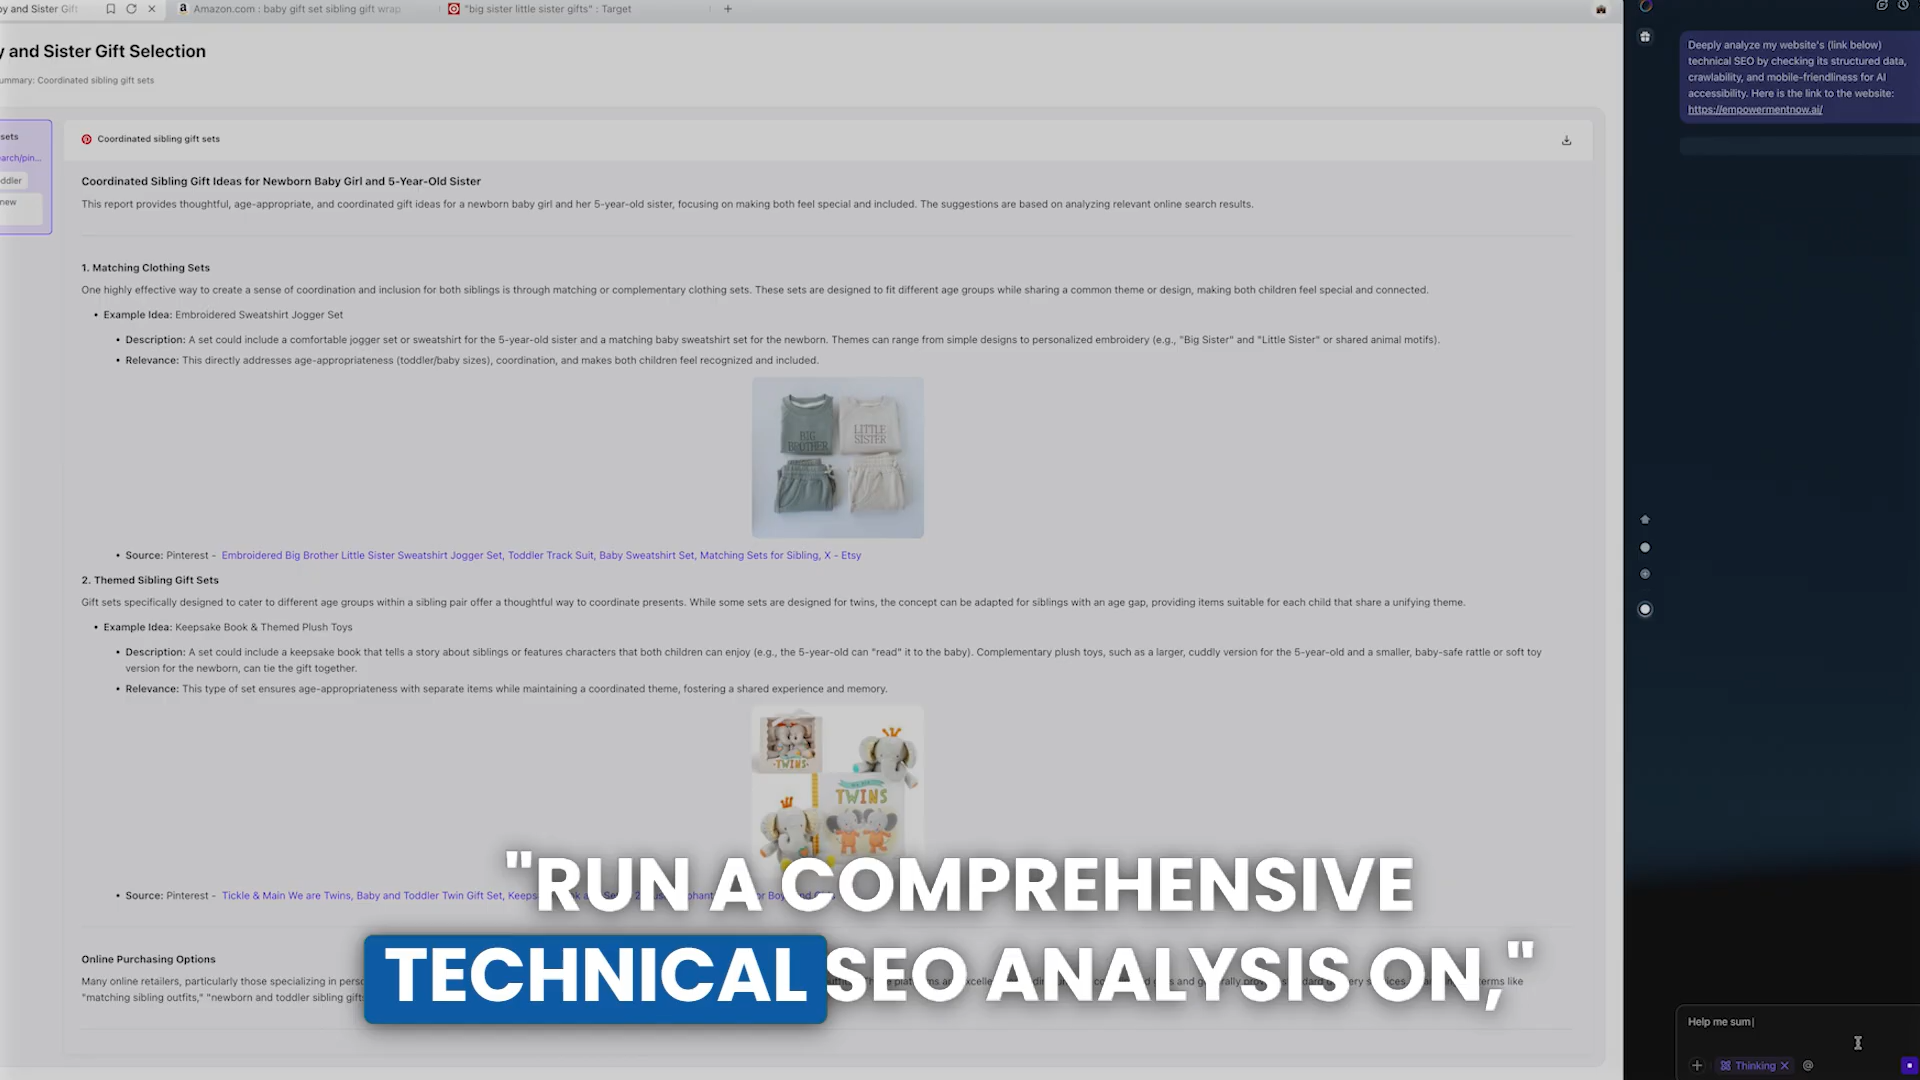 by and Sister Gift
Amazon.com : baby gift set sibling gift wrap
"big sister little sister gifts" : Target
y and Sister Gift Selection
ummary: Coordinated sibling gift sets
sets
earch/pin...
ddler
new
Coordinated sibling gift sets
Coordinated Sibling Gift Ideas for Newborn Baby Girl and 5-Year-Old Sister
This report provides thoughtful, age-appropriate, and coordinated gift ideas for a newborn baby girl and her 5-year-old sister, focusing on making both feel special and included. The suggestions are based on analyzing relevant online search results.
1. Matching Clothing Sets
One highly effective way to create a sense of coordination and inclusion for both siblings is through matching or complementary clothing sets. These sets are designed to fit different age groups while sharing a common theme or design, making both children feel special and connected.
• Example Idea: Embroidered Sweatshirt Jogger Set
• Description: A set could include a comfortable jogger set or sweatshirt for the 5-year-old sister and a matching baby sweatshirt set for the newborn. Themes can range from simple designs to personalized embroidery (e.g., "Big Sister" and "Little Sister" or shared animal motifs).
• Relevance: This directly addresses age-appropriateness (toddler/baby sizes), coordination, and makes both children feel recognized and included.
BIG
BROTHER
LITTLE
SISTER
• Source: Pinterest - Embroidered Big Brother Little Sister Sweatshirt Jogger Set, Toddler Track Suit, Baby Sweatshirt Set, Matching Sets for Sibling, X - Etsy
2. Themed Sibling Gift Sets
Gift sets specifically designed to cater to different age groups within a sibling pair offer a thoughtful way to coordinate presents. While some sets are designed for twins, the concept can be adapted for siblings with an age gap, providing items suitable for each child that share a unifying theme.
• Example Idea: Keepsake Book & Themed Plush Toys
• Description: A set could include a keepsake book that tells a story about siblings or features characters that both children can enjoy (e.g., the 5-year-old can "read" it to the baby). Complementary plush toys, such as a larger, cuddly version for the 5-year-old and a smaller, baby-safe rattle or soft toy
version for the newborn, can tie the gift together.
• Relevance: This type of set ensures age-appropriateness with separate items while maintaining a coordinated theme, fostering a shared experience and memory.
TWINS
TWINS
• Source: Pinterest - Tickle & Main We are Twins, Baby and Toddler Twin Gift Set, Keeps
Online Purchasing Options
Many online retailers, particularly those specializing in
"matching sibling outfits," "newborn and toddler sibling gift
"RUN A COMPREHENSIVE
TECHNICAL SEO ANALYSIS ON,"
Deeply analyze my website's (link below)
technical SEO by checking its structured data,
crawlability, and mobile-friendliness for AI
accessibility. Here is the link to the website:
https://empowermentnow.ai/
Help me sum
Thinking